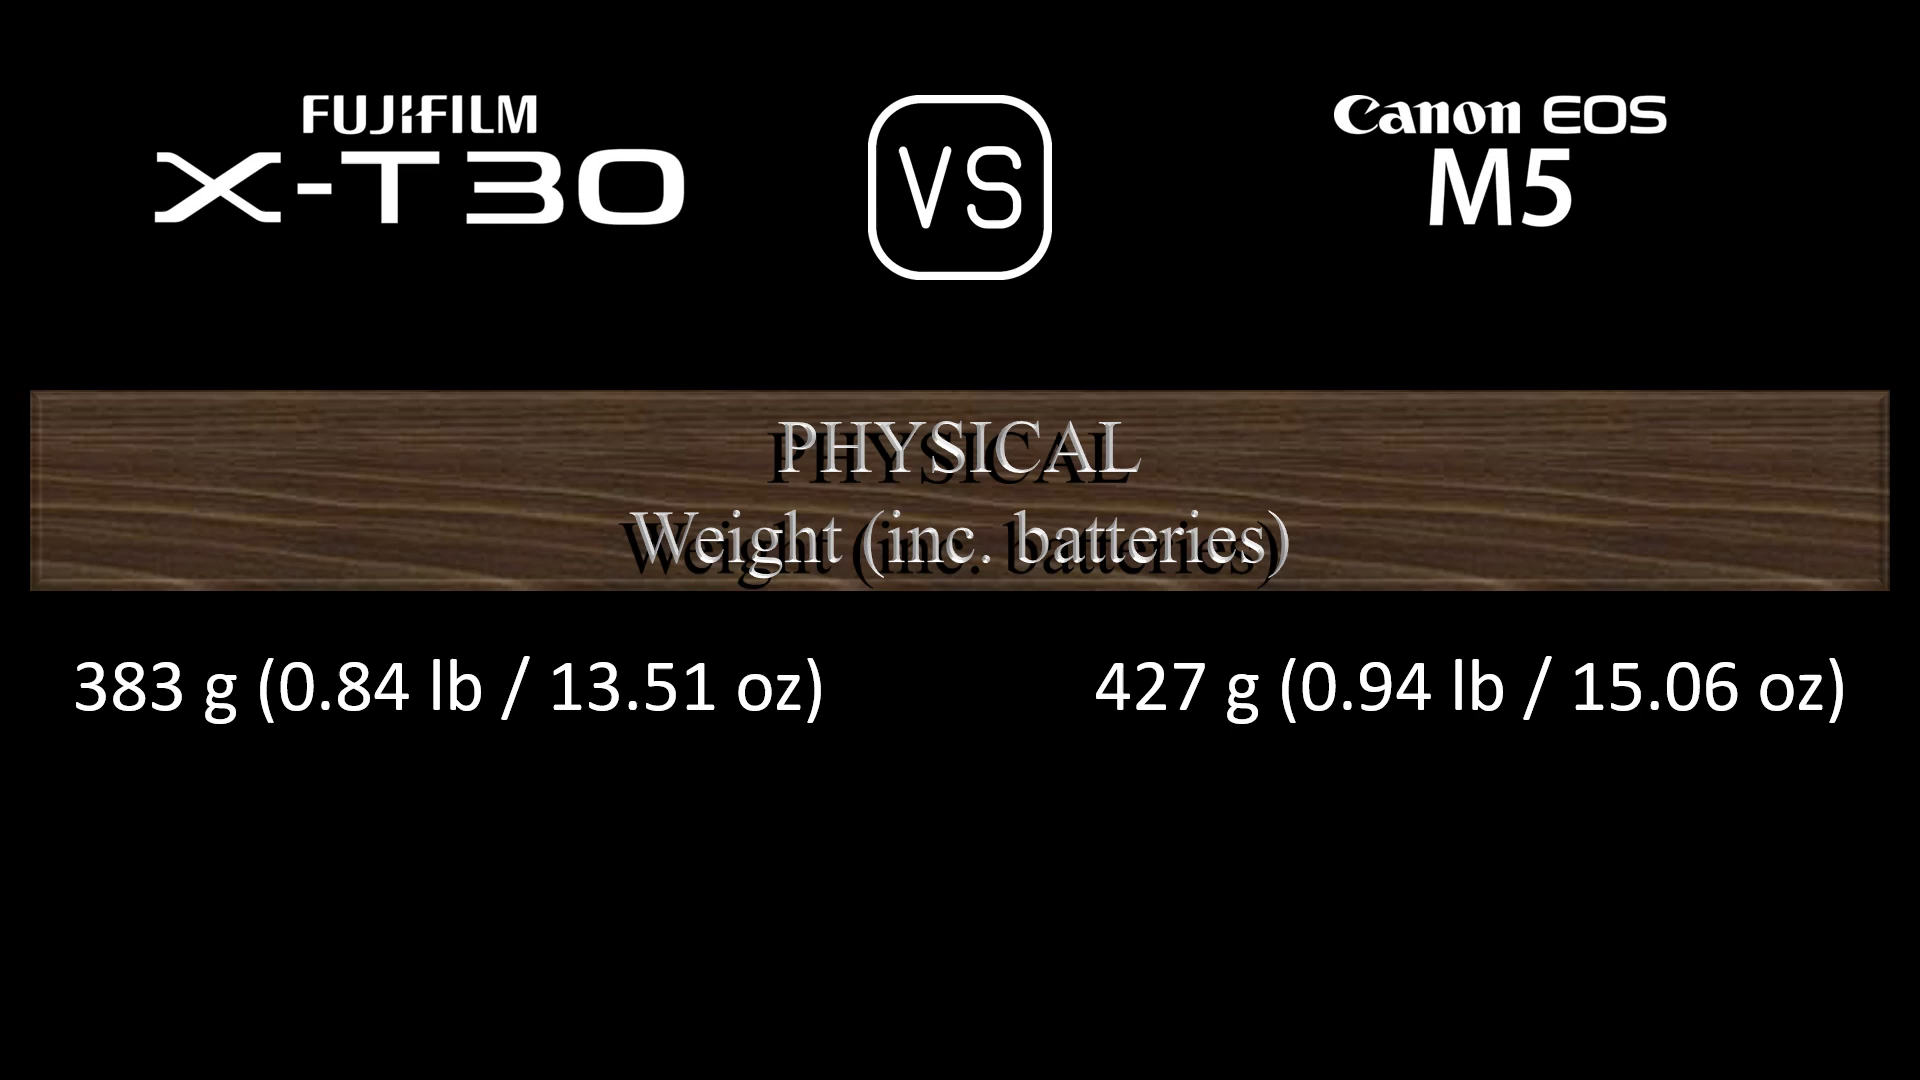 FUJIFILM
X-T30
VS
Canon EOS
M5
PHYSICAL
Weight (inc. batteries)
383 g (0.84 lb / 13.51 oz)
427 g (0.94 lb / 15.06 oz)